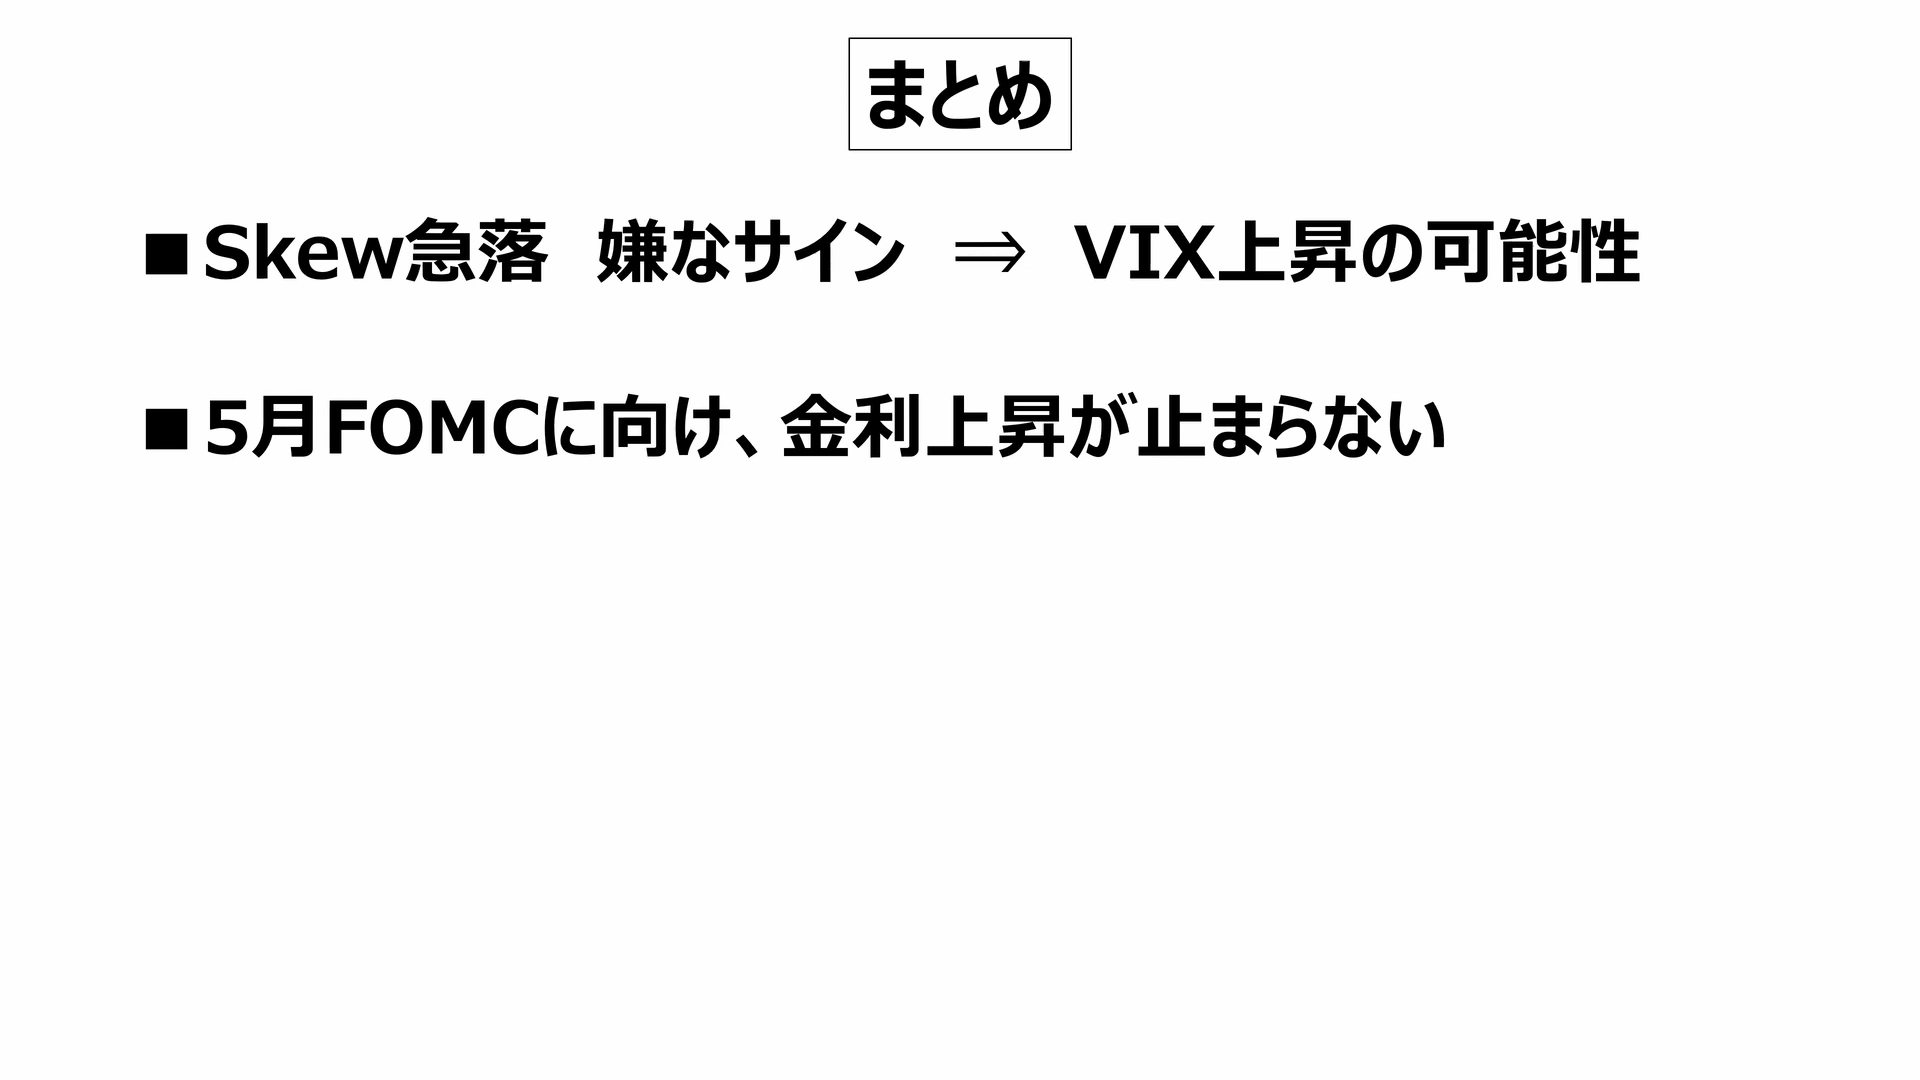 まとめ
■Skew急落　嫌なサイン　⇒　VIX上昇の可能性
■5月FOMCに向け、金利上昇が止まらない